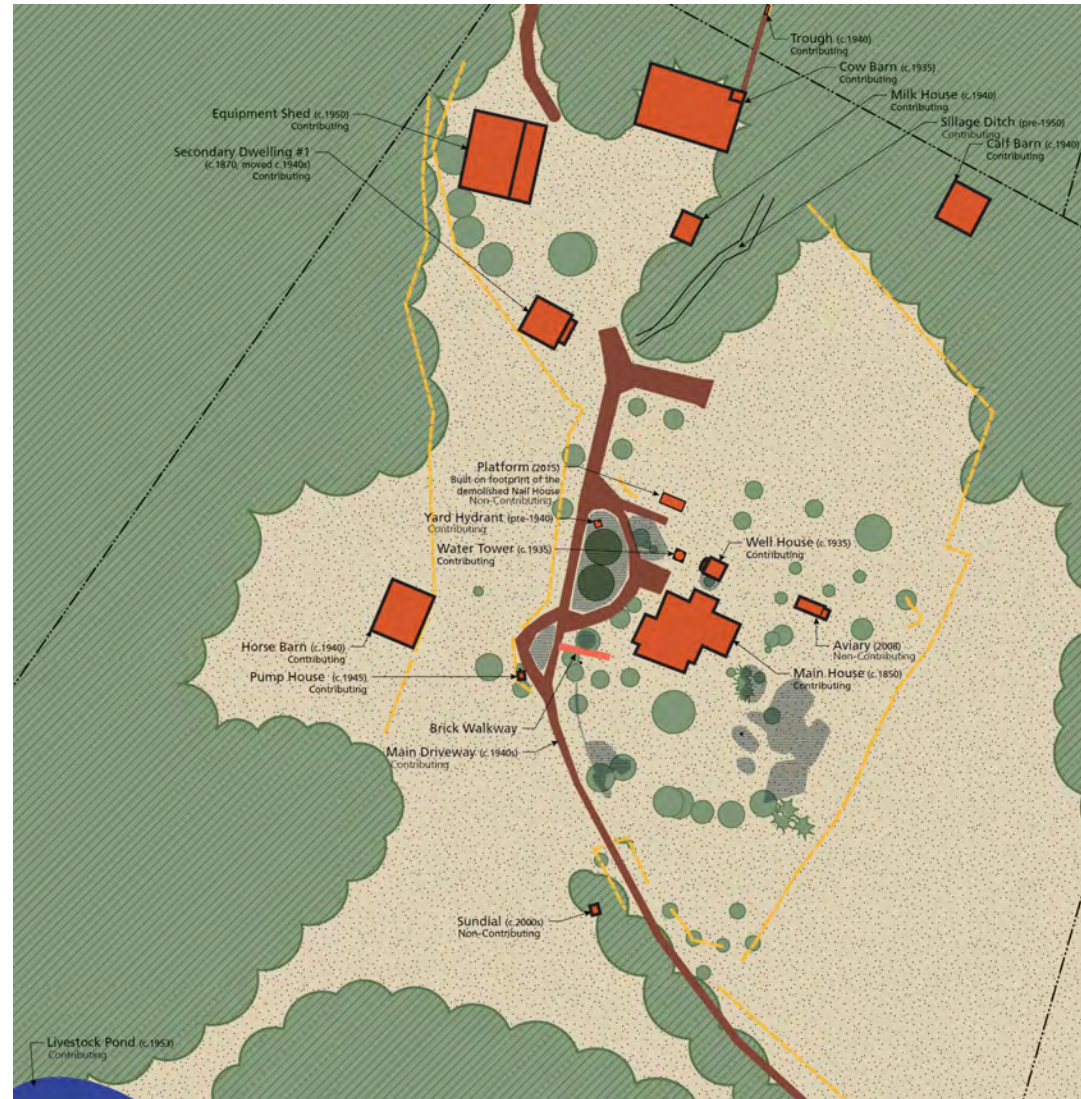 Trough (c.1940)
Contributing
Cow Barn (c.1935)
Contributing
Milk House (c.1940)
Contributing
Sillage Ditch (pre-1950)
Contributing
Calf Barn (c.1940)
Contributing
Equipment Shed (c.1950)
Contributing
Secondary Dwelling #1
(c.1870, moved c.1940s)
Contributing
Platform (2015)
Built on footprint of the
demolished Nail House
Non-Contributing
Yard Hydrant (pre-1940)
Contributing
Water Tower (c.1935)
Contributing
Well House (c.1935)
Contributing
Aviary (2008)
Non-Contributing
Main House (c.1850)
Contributing
Horse Barn (c.1940)
Contributing
Pump House (c.1945)
Contributing
Brick Walkway
Main Driveway (c.1940s)
Contributing
Sundial (c.2000s)
Non-Contributing
Livestock Pond (c.1953)
Contributing